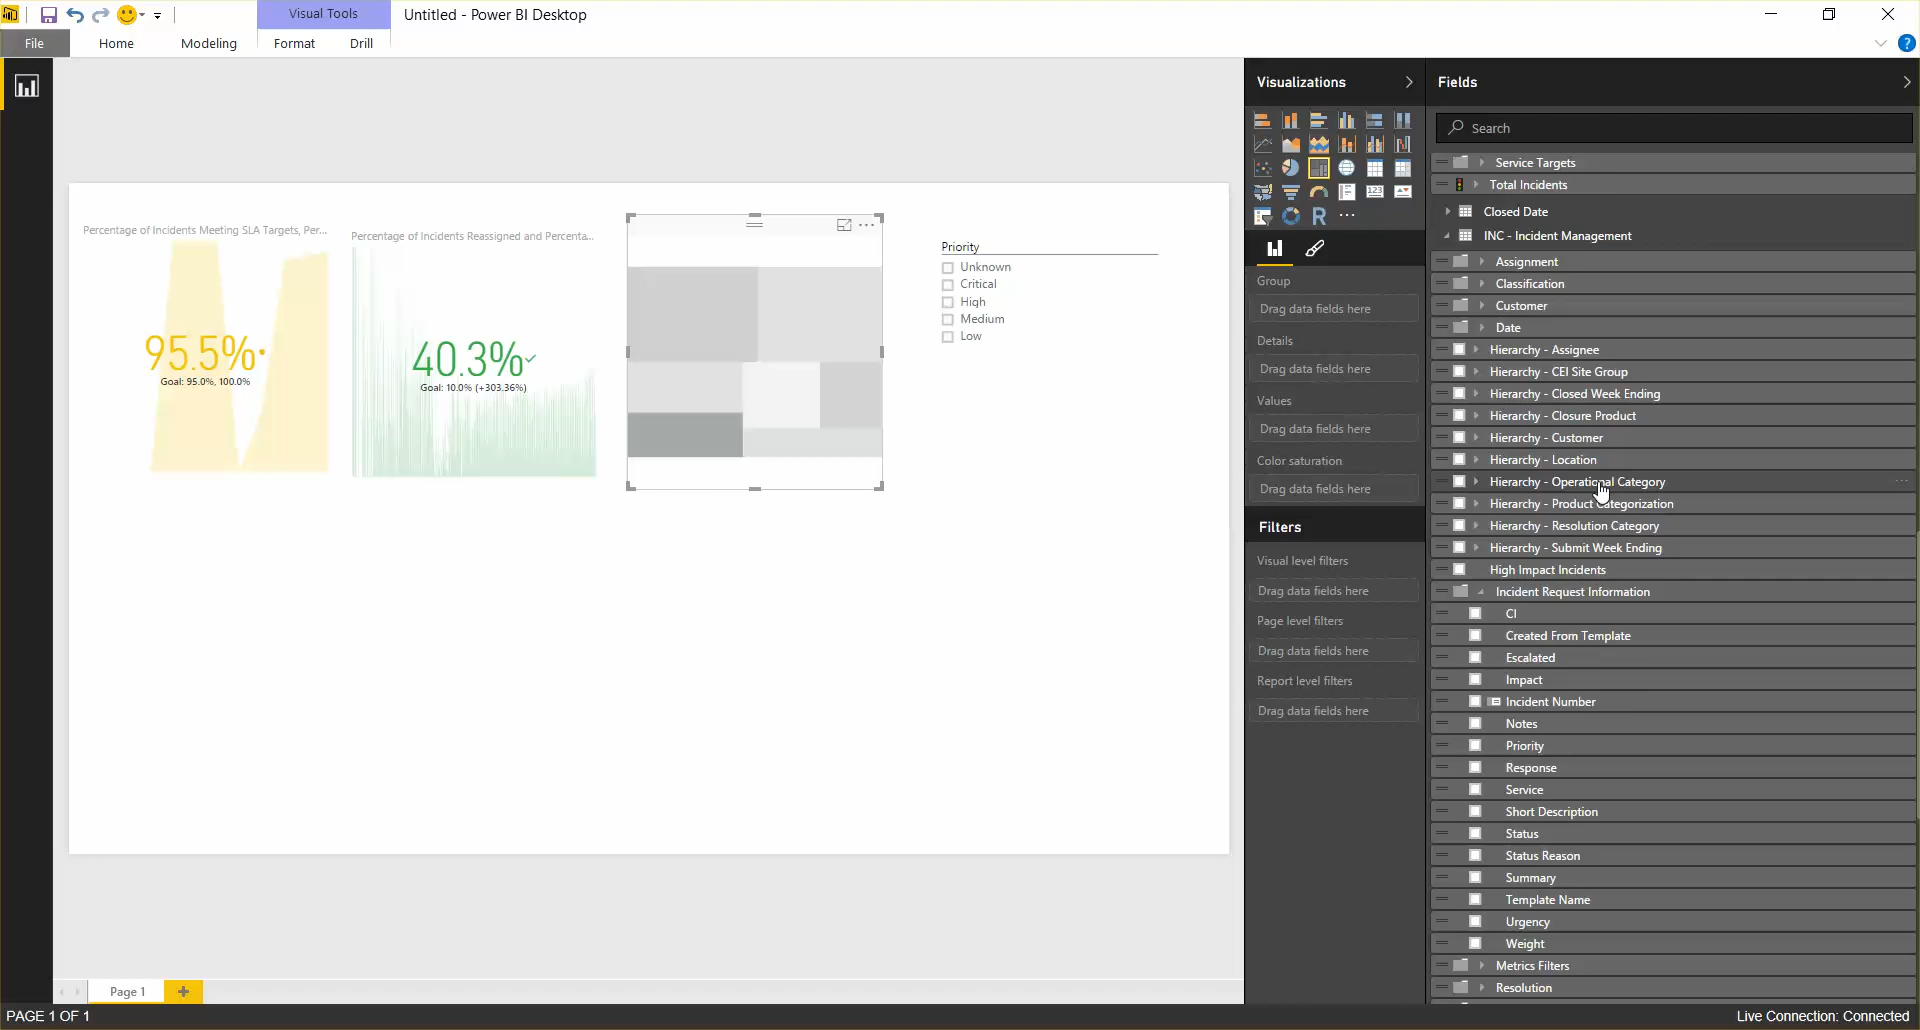 Visual Tools
Untitled - Power BI Desktop
File
Home
Modeling
Format
Drill
?
Visualizations
Fields
Search
Service Targets
Total Incidents
Closed Date
INC - Incident Management
Assignment
Classification
Customer
Date
Hierarchy - Assignee
Hierarchy - CEI Site Group
Hierarchy - Closed Week Ending
Hierarchy - Closure Product
Hierarchy - Customer
Hierarchy - Location
Hierarchy - Operational Category
Hierarchy - Product Categorization
Hierarchy - Resolution Category
Hierarchy - Submit Week Ending
High Impact Incidents
Incident Request Information
CI
Created From Template
Escalated
Impact
Incident Number
Notes
Priority
Response
Service
Short Description
Status
Status Reason
Summary
Template Name
Urgency
Weight
Metrics Filters
Resolution
R
123
Group
Drag data fields here
Details
Drag data fields here
Values
Drag data fields here
Color saturation
Drag data fields here
Filters
Visual level filters
Drag data fields here
Page level filters
Drag data fields here
Report level filters
Drag data fields here
Percentage of Incidents Meeting SLA Targets, Per...
95.5%
Goal: 95.0%, 100.0%
Percentage of Incidents Reassigned and Percenta...
40.3%
Goal: 10.0% (+303.36%)
Priority
Unknown
Critical
High
Medium
Low
Page 1
PAGE 1 OF 1
Live Connection: Connected